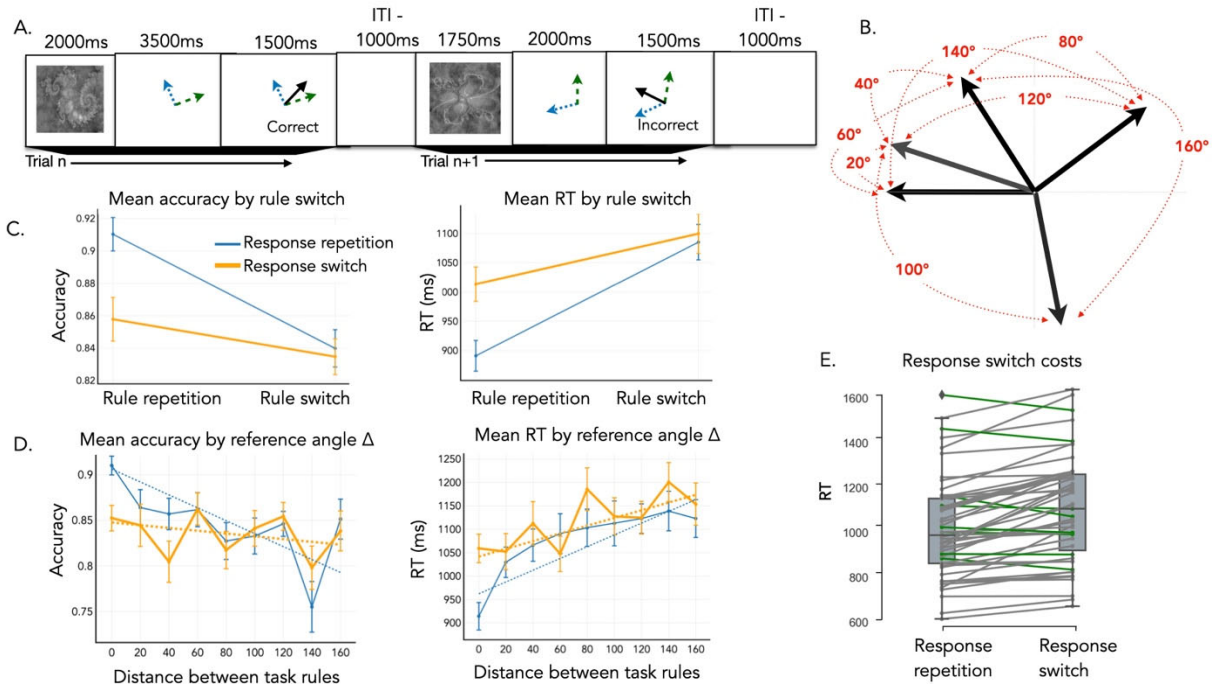 A.
ITI -
ITI -
2000ms 3500ms 1500ms 1000ms 1750ms 2000ms 1500ms 1000ms
Correct
Incorrect
Trial n
Trial n+1
B.
140°
80°
40°
120°
60°
160°
20°
100°
C.
Mean accuracy by rule switch
Accuracy
0.92
0.9
0.88
0.86
0.84
0.82
Response repetition
Response switch
Rule repetition Rule switch
Mean RT by rule switch
RT (ms)
1100
1050
1000
950
900
Rule repetition Rule switch
D.
Mean accuracy by reference angle Δ
Accuracy
0.9
0.85
0.8
0.75
0 20 40 60 80 100 120 140 160
Distance between task rules
Mean RT by reference angle Δ
RT (ms)
1250
1200
1150
1100
1050
1000
950
900
0 20 40 60 80 100 120 140 160
Distance between task rules
E.
Response switch costs
RT
1600
1400
1200
1000
800
600
Response
repetition
Response
switch